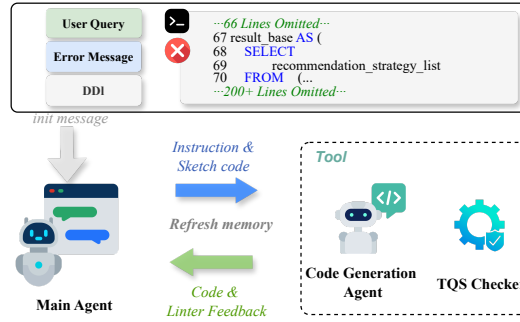 User Query
Error Message
DDl
···66 Lines Omitted···
67 result_base AS (
68 SELECT
69 recommendation_strategy_list
70 FROM (...
···200+ Lines Omitted···
init message
Instruction &
Sketch code
Refresh memory
Code &
Linter Feedback
Main Agent
Tool
Code Generation
Agent
TQS Checker